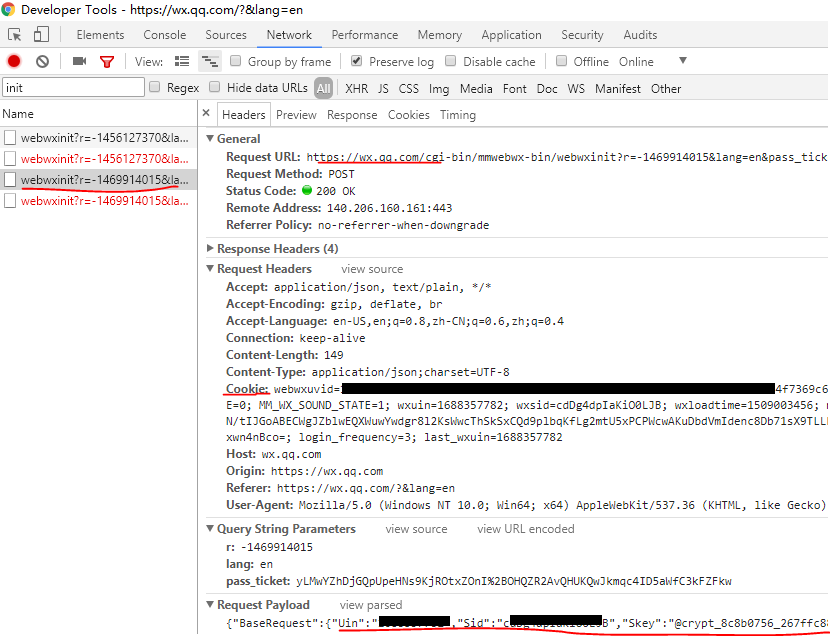 Developer Tools - https://wx.qq.com/?&lang=en
Elements Console Sources Network Performance Memory Application Security Audits
View: Group by frame Preserve log Disable cache Offline Online
init Regex Hide data URLs All XHR JS CSS Img Media Font Doc WS Manifest Other
Name
webwxinit?r=-1456127370&la...
webwxinit?r=-1456127370&la...
webwxinit?r=-1469914015&la...
webwxinit?r=-1469914015&la...
× Headers Preview Response Cookies Timing
General
Request URL: https://wx.qq.com/cgi-bin/mmwebwx-bin/webwxinit?r=-1469914015&lang=en&pass_tick
Request Method: POST
Status Code: 200 OK
Remote Address: 140.206.160.161:443
Referrer Policy: no-referrer-when-downgrade
Response Headers (4)
Request Headers view source
Accept: application/json, text/plain, */*
Accept-Encoding: gzip, deflate, br
Accept-Language: en-US,en;q=0.8,zh-CN;q=0.6,zh;q=0.4
Connection: keep-alive
Content-Length: 149
Content-Type: application/json;charset=UTF-8
Cookie: webwxuvid= 4f7369c6
E=0; MM_WX_SOUND_STATE=1; wxuin=1688357782; wxsid=cdDg4dpIaKiO0LJB; wxloadtime=1509003456;
N/tIJGoABECWgJZblwEQXWuwYwdgr8l2KsWwcThSkSxCQd9plbqKfLg2mtU5xPCPWcwAKuDbdVmIdenc8Db71sX9TLL
xwn4nBco=; login_frequency=3; last_wxuin=1688357782
Host: wx.qq.com
Origin: https://wx.qq.com
Referer: https://wx.qq.com/?&lang=en
User-Agent: Mozilla/5.0 (Windows NT 10.0; Win64; x64) AppleWebKit/537.36 (KHTML, like Gecko)
Query String Parameters view source view URL encoded
r: -1469914015
lang: en
pass_ticket: yLMwYZhDjGQpUpeHNs9KjROtxZOnI%2BOHQZR2AvQHUKQwJkmqc4ID5aWfC3kFZFkw
Request Payload view parsed
{"BaseRequest":{"Uin":" ,"Sid":" B","Skey":"@crypt_8c8b0756_267ffc8